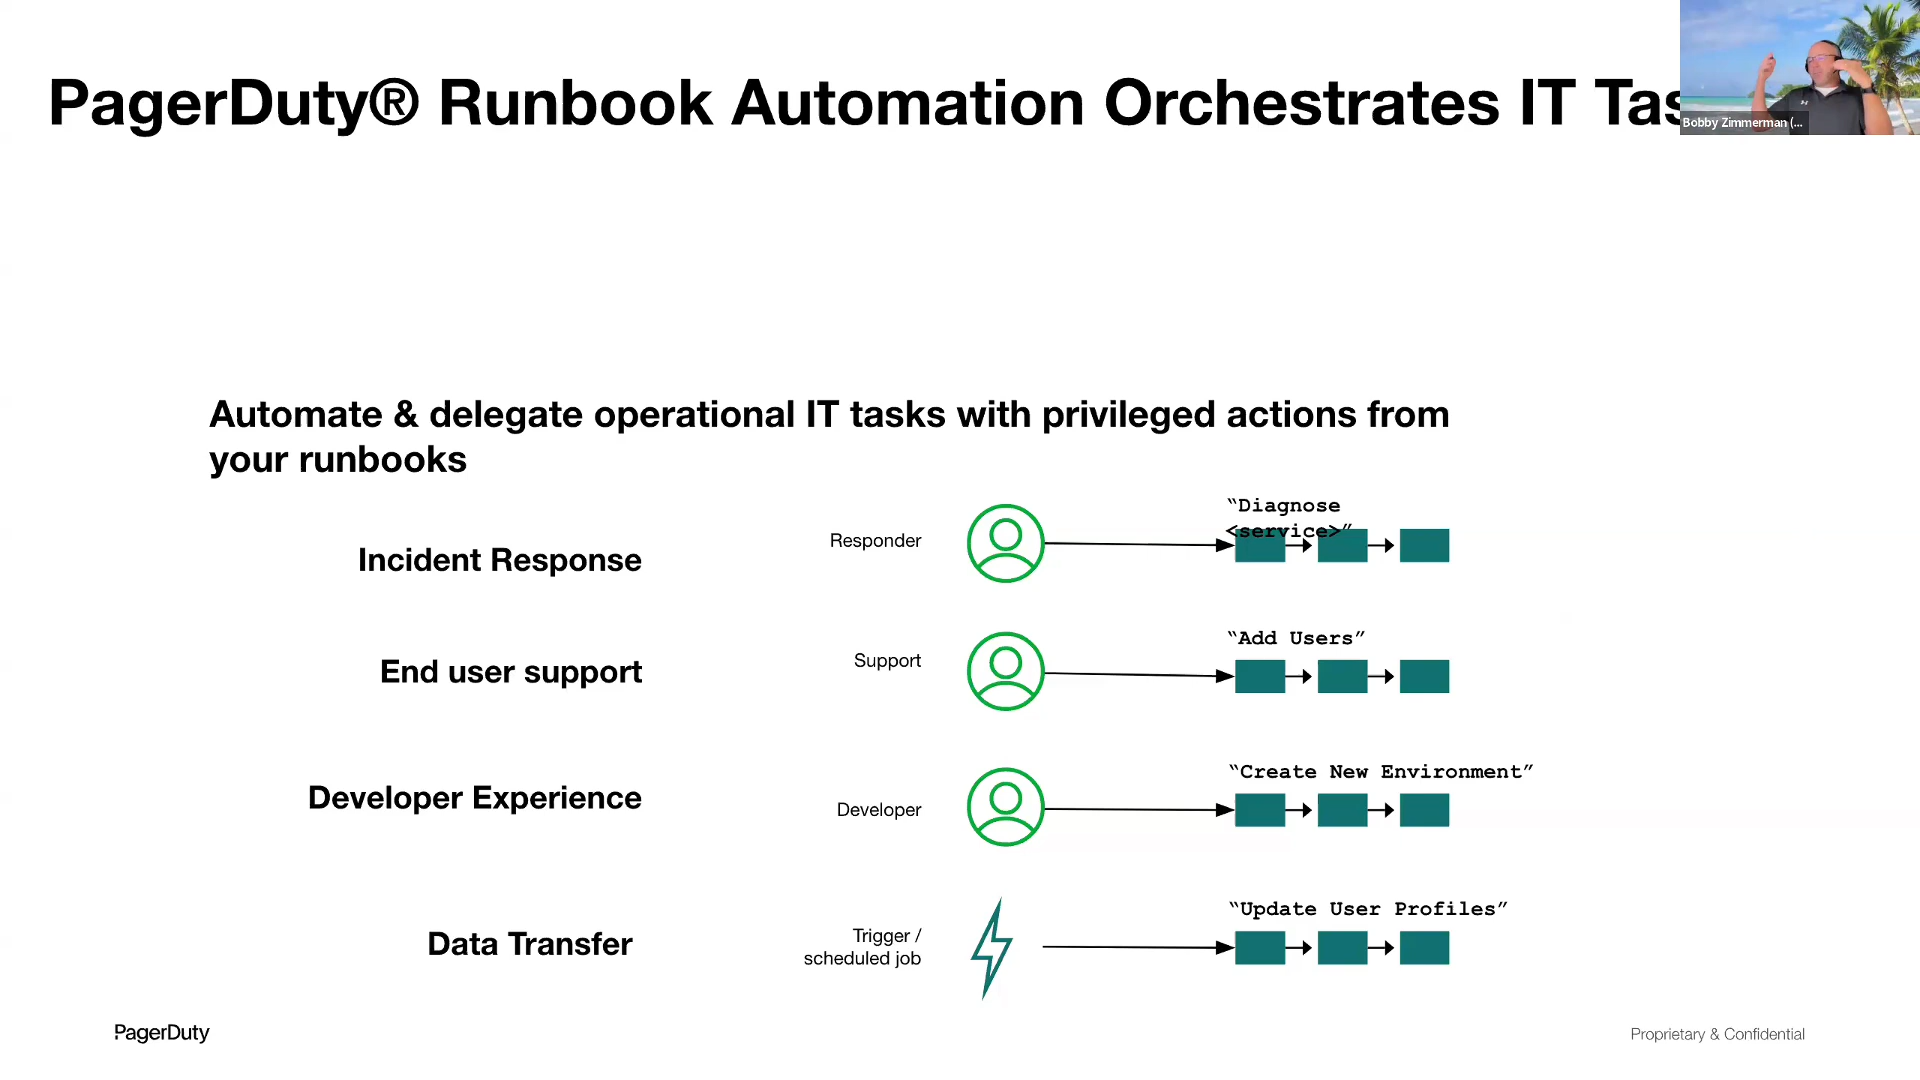 PagerDuty® Runbook Automation Orchestrates IT
Bobby Zimmerman (...
Automate & delegate operational IT tasks with privileged actions from
your runbooks
Incident Response
Responder
“Diagnose
<service>”
End user support
Support
“Add Users”
Developer Experience
Developer
“Create New Environment”
Data Transfer
Trigger /
scheduled job
“Update User Profiles”
PagerDuty
Proprietary & Confidential